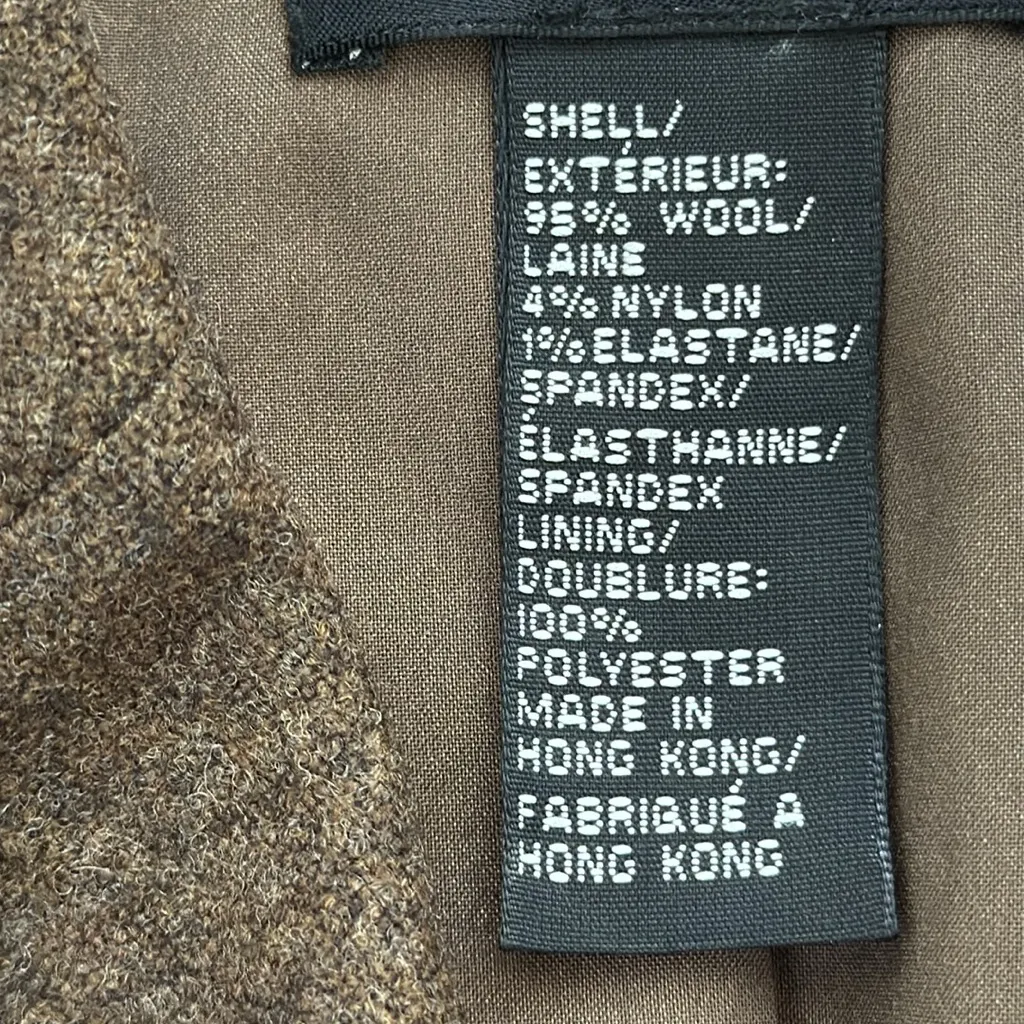 SHELL/
EXTÉRIEUR:
95% WOOL/
LAINE
4% NYLON
1% ELASTANE/
SPANDEX/
ÉLASTHANNE/
SPANDEX
LINING/
DOUBLURE:
100%
POLYESTER
MADE IN
HONG KONG/
FABRIQUÉ A
HONG KONG